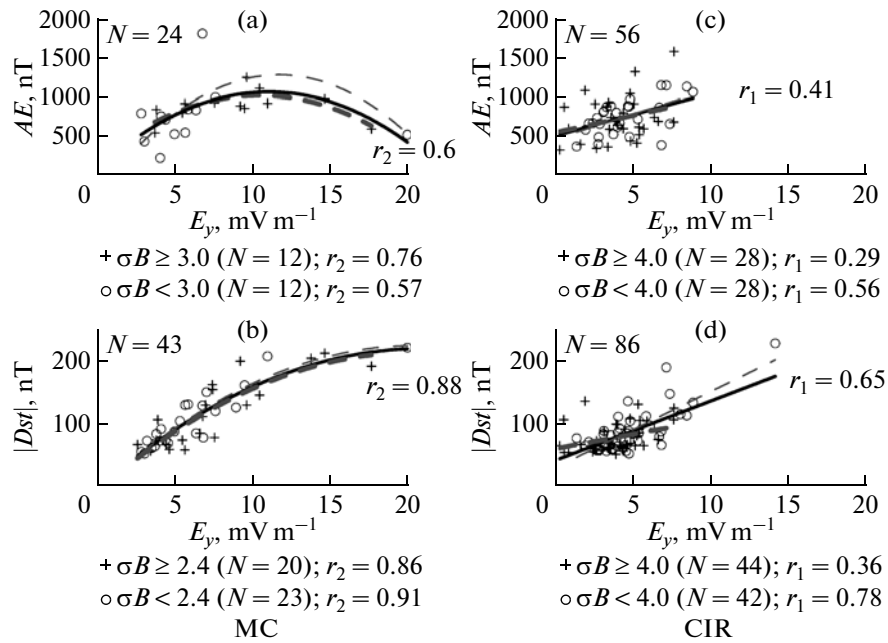 (a)
N = 24
AE, nT
2000
1500
1000
500
0
5
10
15
20
r₂ = 0.6
E_y, mV m⁻¹
+ σB ≥ 3.0 (N = 12); r₂ = 0.76
○ σB < 3.0 (N = 12); r₂ = 0.57
(c)
N = 56
AE, nT
2000
1500
1000
500
0
5
10
15
20
r₁ = 0.41
E_y, mV m⁻¹
+ σB ≥ 4.0 (N = 28); r₁ = 0.29
○ σB < 4.0 (N = 28); r₁ = 0.56
(b)
N = 43
|Dst|, nT
200
100
0
5
10
15
20
r₂ = 0.88
E_y, mV m⁻¹
+ σB ≥ 2.4 (N = 20); r₂ = 0.86
○ σB < 2.4 (N = 23); r₂ = 0.91
MC
(d)
N = 86
|Dst|, nT
200
100
0
5
10
15
20
r₁ = 0.65
E_y, mV m⁻¹
+ σB ≥ 4.0 (N = 44); r₁ = 0.36
○ σB < 4.0 (N = 42); r₁ = 0.78
CIR